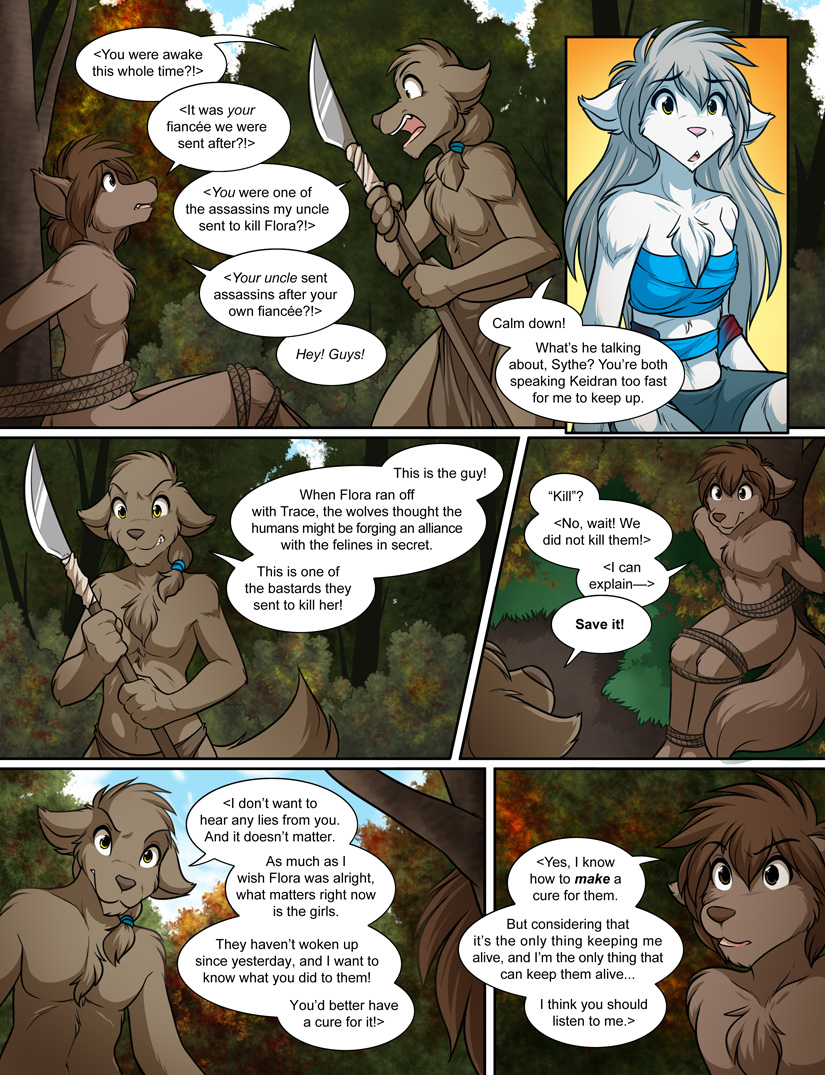 <You were awake
this whole time?!>
<It was your
fiancée we were
sent after?!>
<You were one of
the assassins my uncle
sent to kill Flora?!>
<Your uncle sent
assassins after your
own fiancée?!>
Hey! Guys!
Calm down!
What's he talking
about, Sythe? You're both
speaking Keidran too fast
for me to keep up.
This is the guy!
When Flora ran off
with Trace, the wolves thought the
humans might be forging an alliance
with the felines in secret.
This is one of
the bastards they
sent to kill her!
“Kill”?
<No, wait! We
did not kill them!>
<I can
explain—>
Save it!
<I don't want to
hear any lies from you.
And it doesn't matter.
As much as I
wish Flora was alright,
what matters right now
is the girls.
They haven't woken up
since yesterday, and I want to
know what you did to them!
You'd better have
a cure for it!>
<Yes, I know
how to make a
cure for them.
But considering that
it's the only thing keeping me
alive, and I'm the only thing that
can keep them alive...
I think you should
listen to me.>